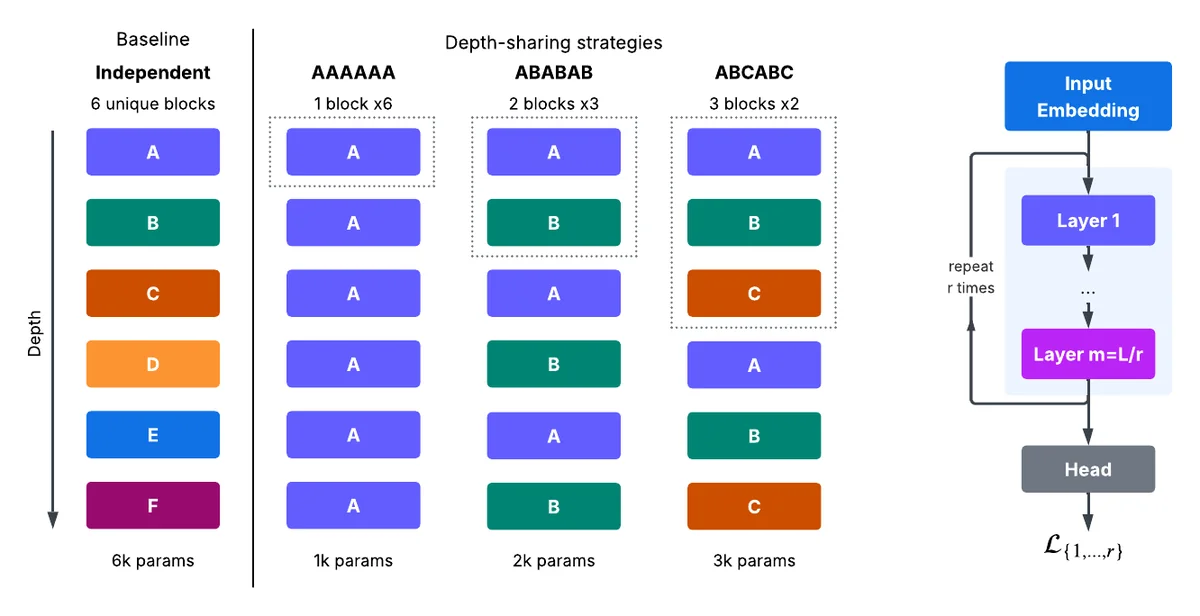 Baseline
Independent
6 unique blocks
Depth
A
B
C
D
E
F
6k params
Depth-sharing strategies
AAAAAA
1 block x6
A
A
A
A
A
A
1k params
ABABAB
2 blocks x3
A
B
A
B
A
B
2k params
ABCABC
3 blocks x2
A
B
C
A
B
C
3k params
Input
Embedding
Layer 1
...
Layer m=L/r
repeat
r times
Head
ℒ{1,...,r}